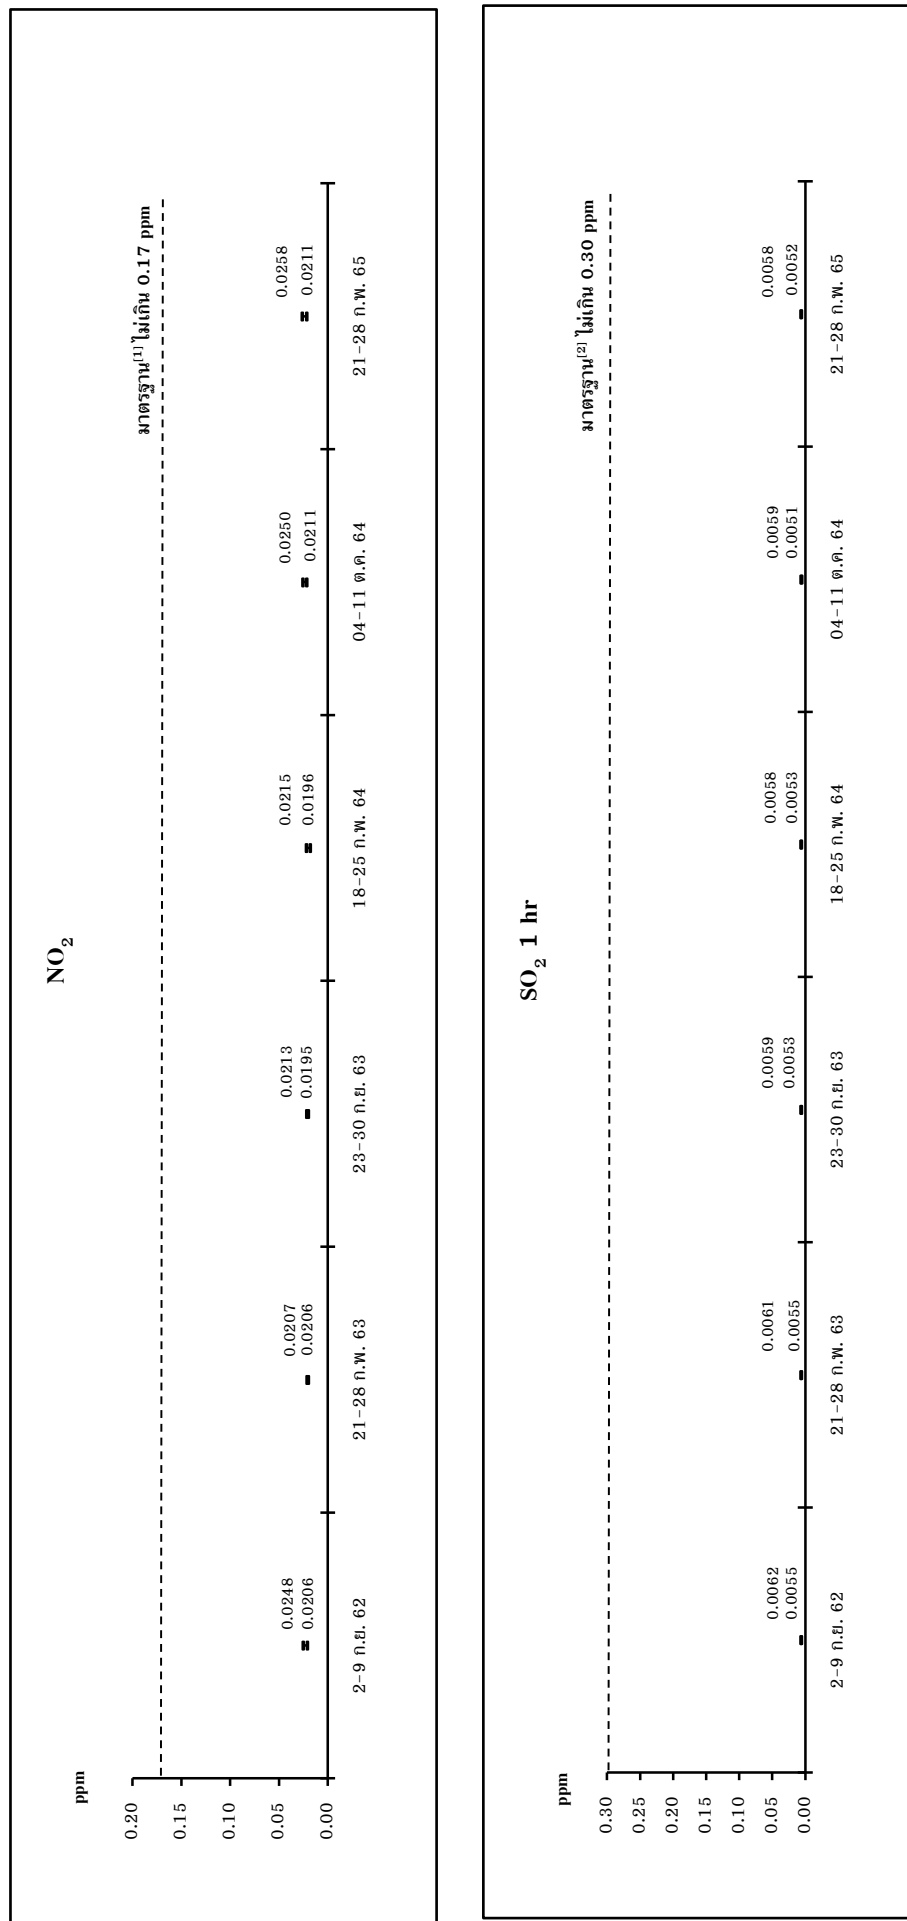 NO₂
ppm
0.20
0.15
0.10
0.05
0.00
มาตรฐาน[1] ไม่เกิน 0.17 ppm
0.0248
0.0206
0.0207
0.0206
0.0213
0.0195
0.0215
0.0196
0.0250
0.0211
0.0258
0.0211
2-9 ก.ย. 62
21-28 ก.พ. 63
23-30 ก.ย. 63
18-25 ก.พ. 64
04-11 ต.ค. 64
21-28 ก.พ. 65
SO₂ 1 hr
ppm
0.30
0.25
0.20
0.15
0.10
0.05
0.00
มาตรฐาน[2] ไม่เกิน 0.30 ppm
0.0062
0.0055
0.0061
0.0055
0.0059
0.0053
0.0058
0.0053
0.0059
0.0051
0.0058
0.0052
2-9 ก.ย. 62
21-28 ก.พ. 63
23-30 ก.ย. 63
18-25 ก.พ. 64
04-11 ต.ค. 64
21-28 ก.พ. 65